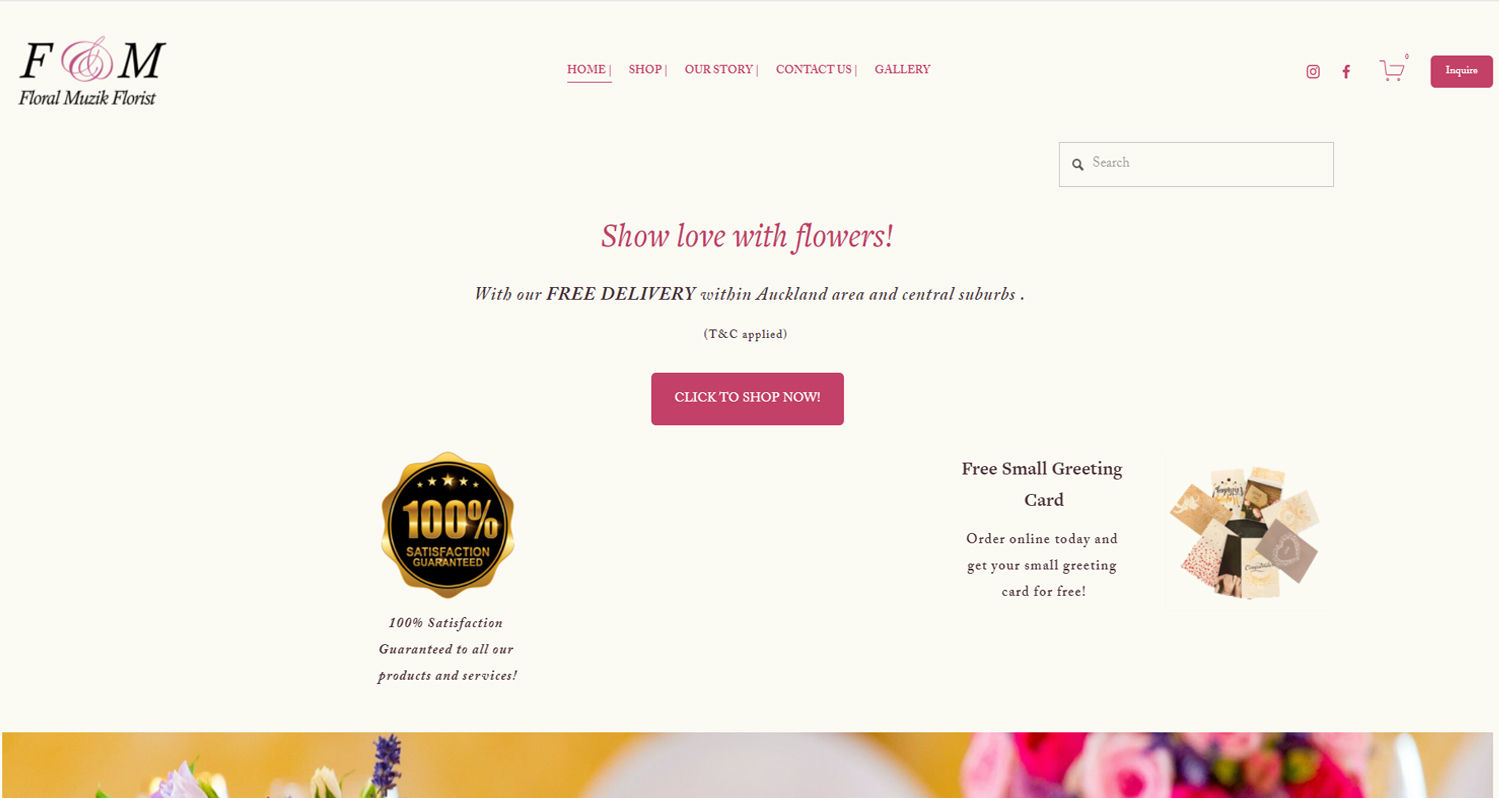 F & M
Floral Muzik Florist
HOME |
SHOP |
OUR STORY |
CONTACT US |
GALLERY
0
Inquire
Search
Show love with flowers!
With our FREE DELIVERY within Auckland area and central suburbs .
(T&C applied)
CLICK TO SHOP NOW!
100%
SATISFACTION
GUARANTEED
100% Satisfaction
Guaranteed to all our
products and services!
Free Small Greeting
Card
Order online today and
get your small greeting
card for free!